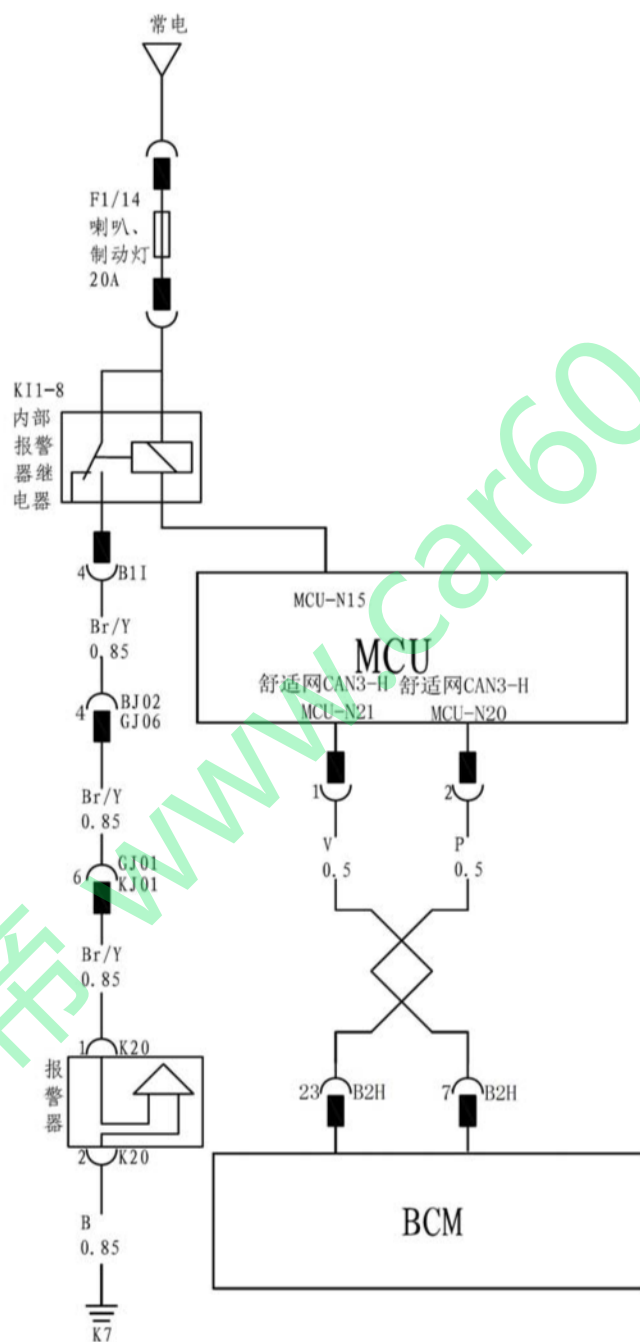 常电
F1/14
喇叭、
制动灯
20A
KI1-8
内部
报警
器继
电器
4 B1I
Br/Y
0.85
4 BJ02
GJ06
Br/Y
0.85
6 GJ01
KJ01
Br/Y
0.85
1 K20
报
警
器
2 K20
B
0.85
K7
MCU-N15
MCU
舒适网CAN3-H 舒适网CAN3-H
MCU-N21 MCU-N20
1 2
V P
0.5 0.5
23 B2H 7 B2H
BCM
帝 www.car60